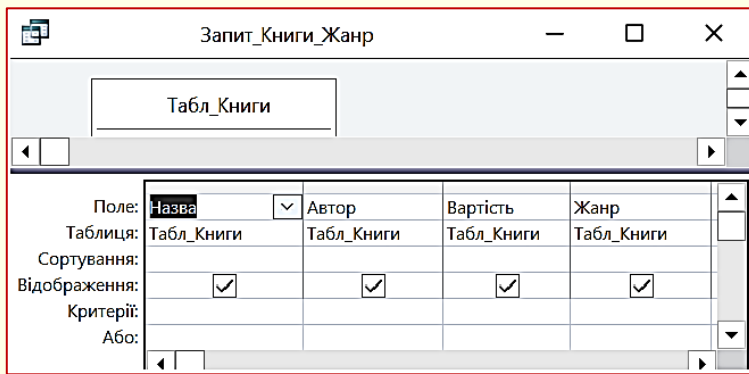 Запит_Книги_Жанр
Табл_Книги
Поле: Назва Автор Вартість Жанр
Таблиця: Табл_Книги Табл_Книги Табл_Книги Табл_Книги
Сортування:
Відображення:
Критерії:
Або: